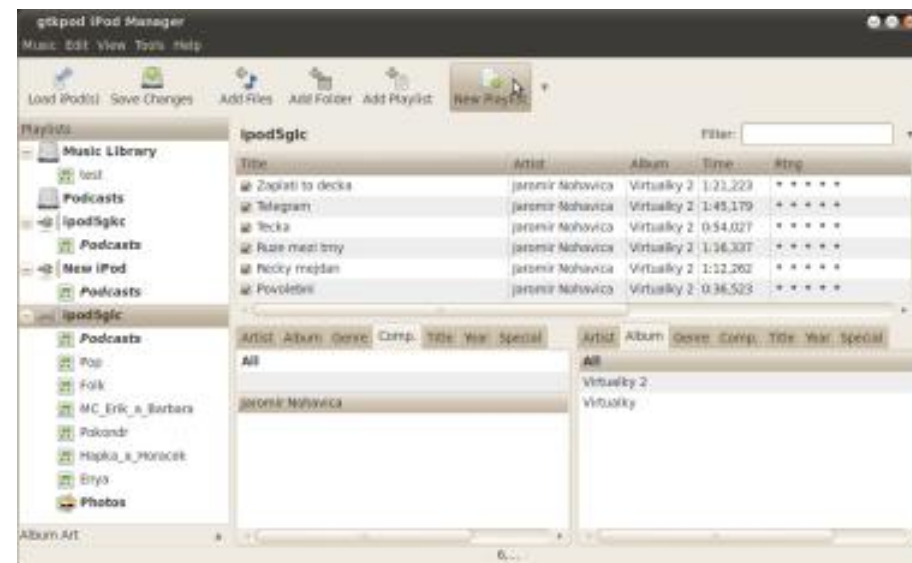 gtkpod iPod Manager
Music Edit View Tools Help
Load iPod(s) Save Changes Add Files Add Folder Add Playlist New Playlist
Playlists
Music Library
test
Podcasts
ipod5gkc
Podcasts
New iPod
Podcasts
ipod5glc
Podcasts
Pop
Folk
MC_Erik_a_Barbara
Pokondr
Hapka_a_Horacek
Enya
Photos
Album Art
ipod5glc Filter:
Title Artist Album Time Rtng
Zaplati to decka Jaromir Nohavica Virtualky 2 1:21,223
Telegram Jaromir Nohavica Virtualky 2 1:45,179
Tecka Jaromir Nohavica Virtualky 2 0:54,027
Ruze mezi trny Jaromir Nohavica Virtualky 2 1:16,337
Recky mejdan Jaromir Nohavica Virtualky 2 1:12,262
Povolebni Jaromir Nohavica Virtualky 2 0:36,523
Artist Album Genre Comp. Title Year Special
All
Jaromir Nohavica
Artist Album Genre Comp. Title Year Special
All
Virtualky 2
Virtualky